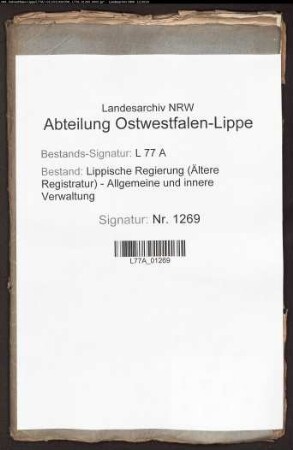 Landesarchiv NRW
Abteilung Ostwestfalen-Lippe
Bestands-Signatur: L 77 A
Bestand: Lippische Regierung (Ältere
Registratur) - Allgemeine und innere
Verwaltung
Signatur: Nr. 1269
L77A_01269